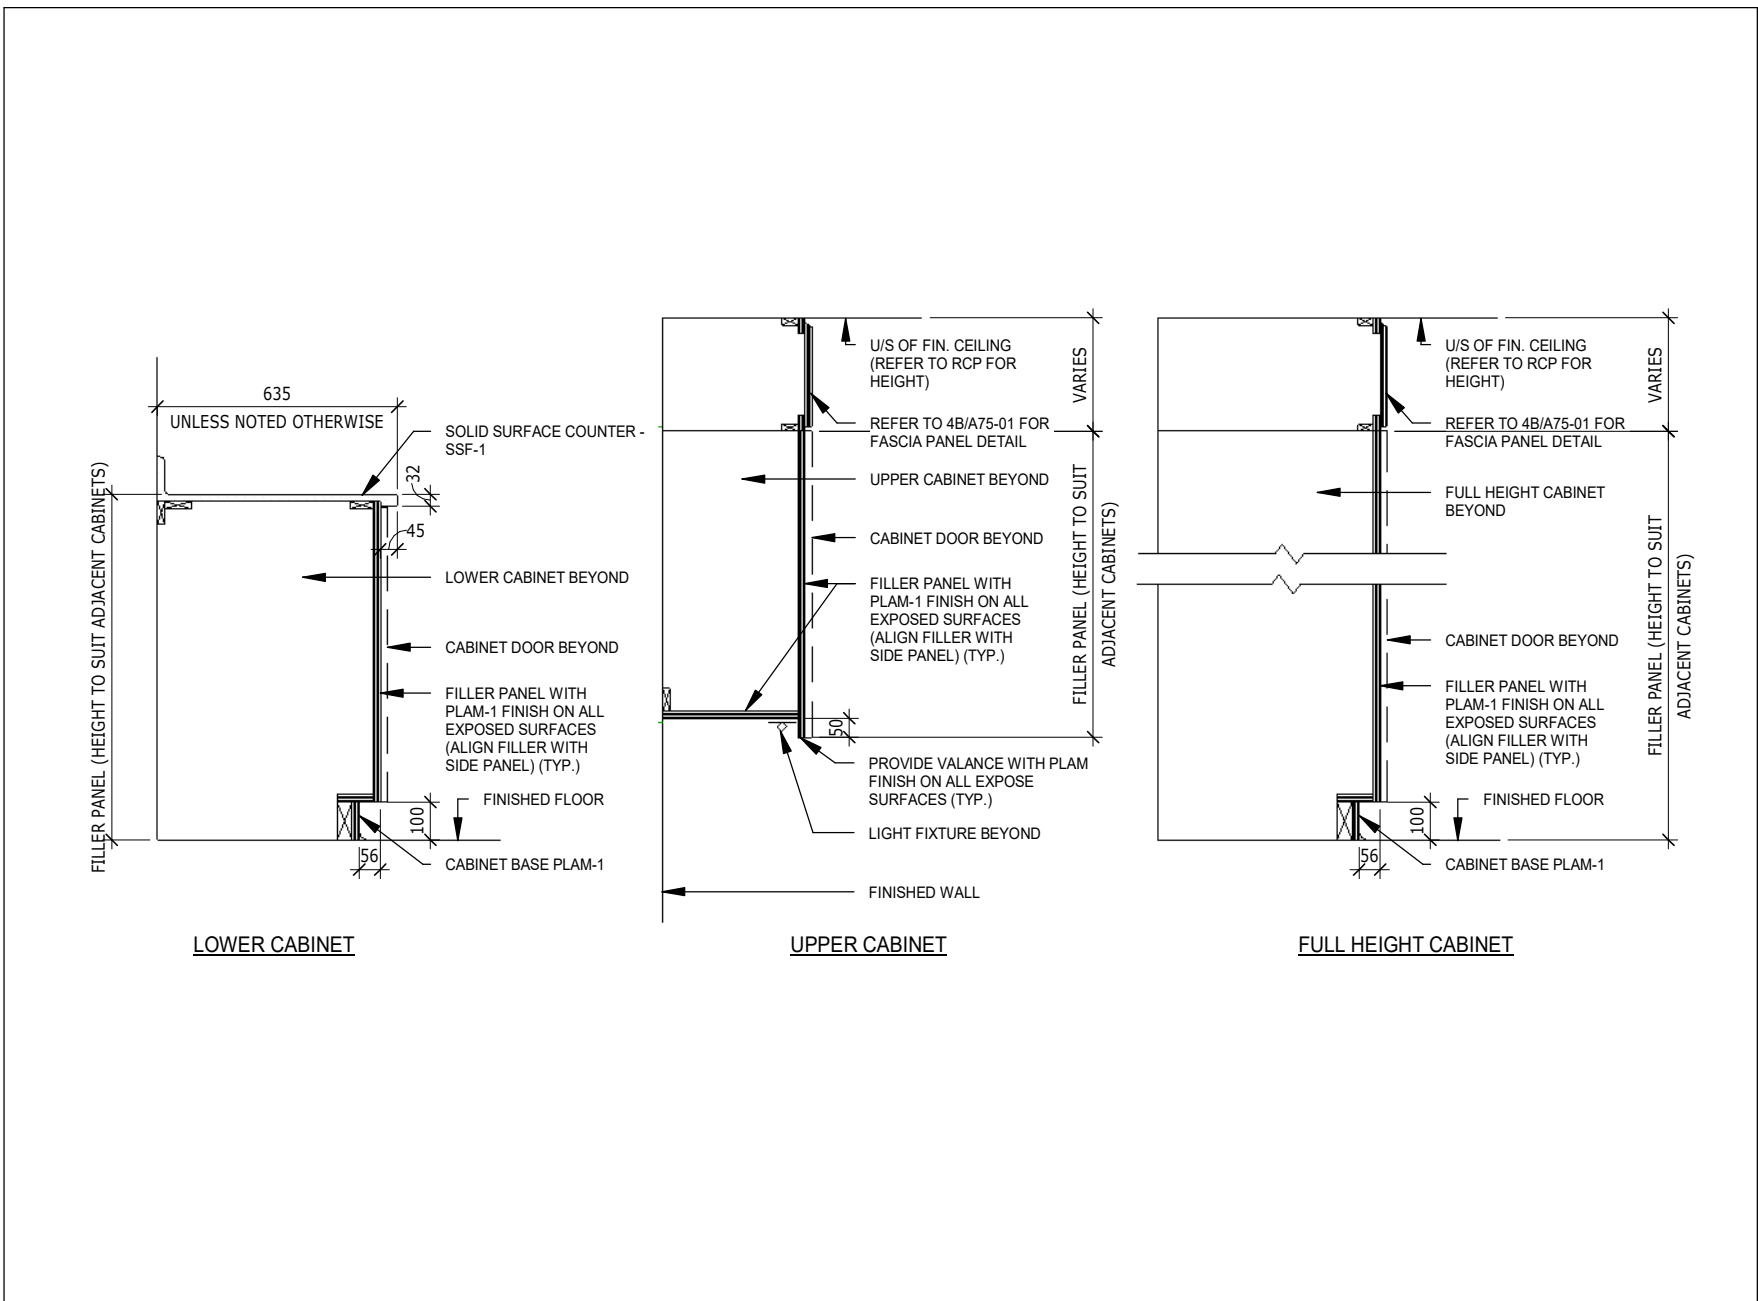 635
UNLESS NOTED OTHERWISE
SOLID SURFACE COUNTER -
SSF-1
32
45
FILLER PANEL (HEIGHT TO SUIT ADJACENT CABINETS)
LOWER CABINET BEYOND
CABINET DOOR BEYOND
FILLER PANEL WITH
PLAM-1 FINISH ON ALL
EXPOSED SURFACES
(ALIGN FILLER WITH
SIDE PANEL) (TYP.)
FINISHED FLOOR
100
56
CABINET BASE PLAM-1
LOWER CABINET
U/S OF FIN. CEILING
(REFER TO RCP FOR
HEIGHT)
VARIES
REFER TO 4B/A75-01 FOR
FASCIA PANEL DETAIL
UPPER CABINET BEYOND
CABINET DOOR BEYOND
FILLER PANEL WITH
PLAM-1 FINISH ON ALL
EXPOSED SURFACES
(ALIGN FILLER WITH
SIDE PANEL) (TYP.)
FILLER PANEL (HEIGHT TO SUIT
ADJACENT CABINETS)
50
PROVIDE VALANCE WITH PLAM
FINISH ON ALL EXPOSE
SURFACES (TYP.)
LIGHT FIXTURE BEYOND
FINISHED WALL
UPPER CABINET
U/S OF FIN. CEILING
(REFER TO RCP FOR
HEIGHT)
VARIES
REFER TO 4B/A75-01 FOR
FASCIA PANEL DETAIL
FULL HEIGHT CABINET
BEYOND
CABINET DOOR BEYOND
FILLER PANEL WITH
PLAM-1 FINISH ON ALL
EXPOSED SURFACES
(ALIGN FILLER WITH
SIDE PANEL) (TYP.)
FILLER PANEL (HEIGHT TO SUIT
ADJACENT CABINETS)
FINISHED FLOOR
100
56
CABINET BASE PLAM-1
FULL HEIGHT CABINET